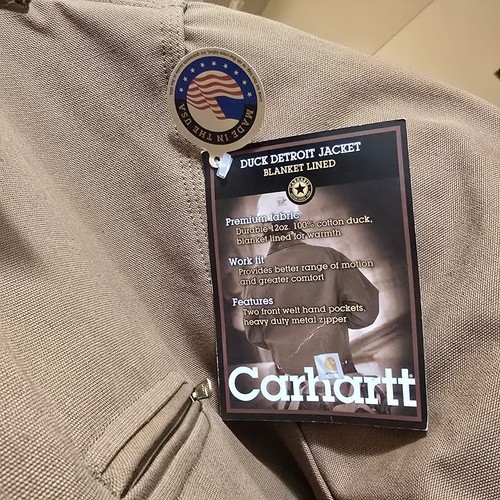 MADE IN THE USA
DUCK DETROIT JACKET
BLANKET LINED
Premium fabric
Durable 12oz. 100% cotton duck,
blanket lined for warmth
Work fit
Provides better range of motion
and greater comfort
Features
Two front welt hand pockets,
heavy duty metal zipper
Carhartt